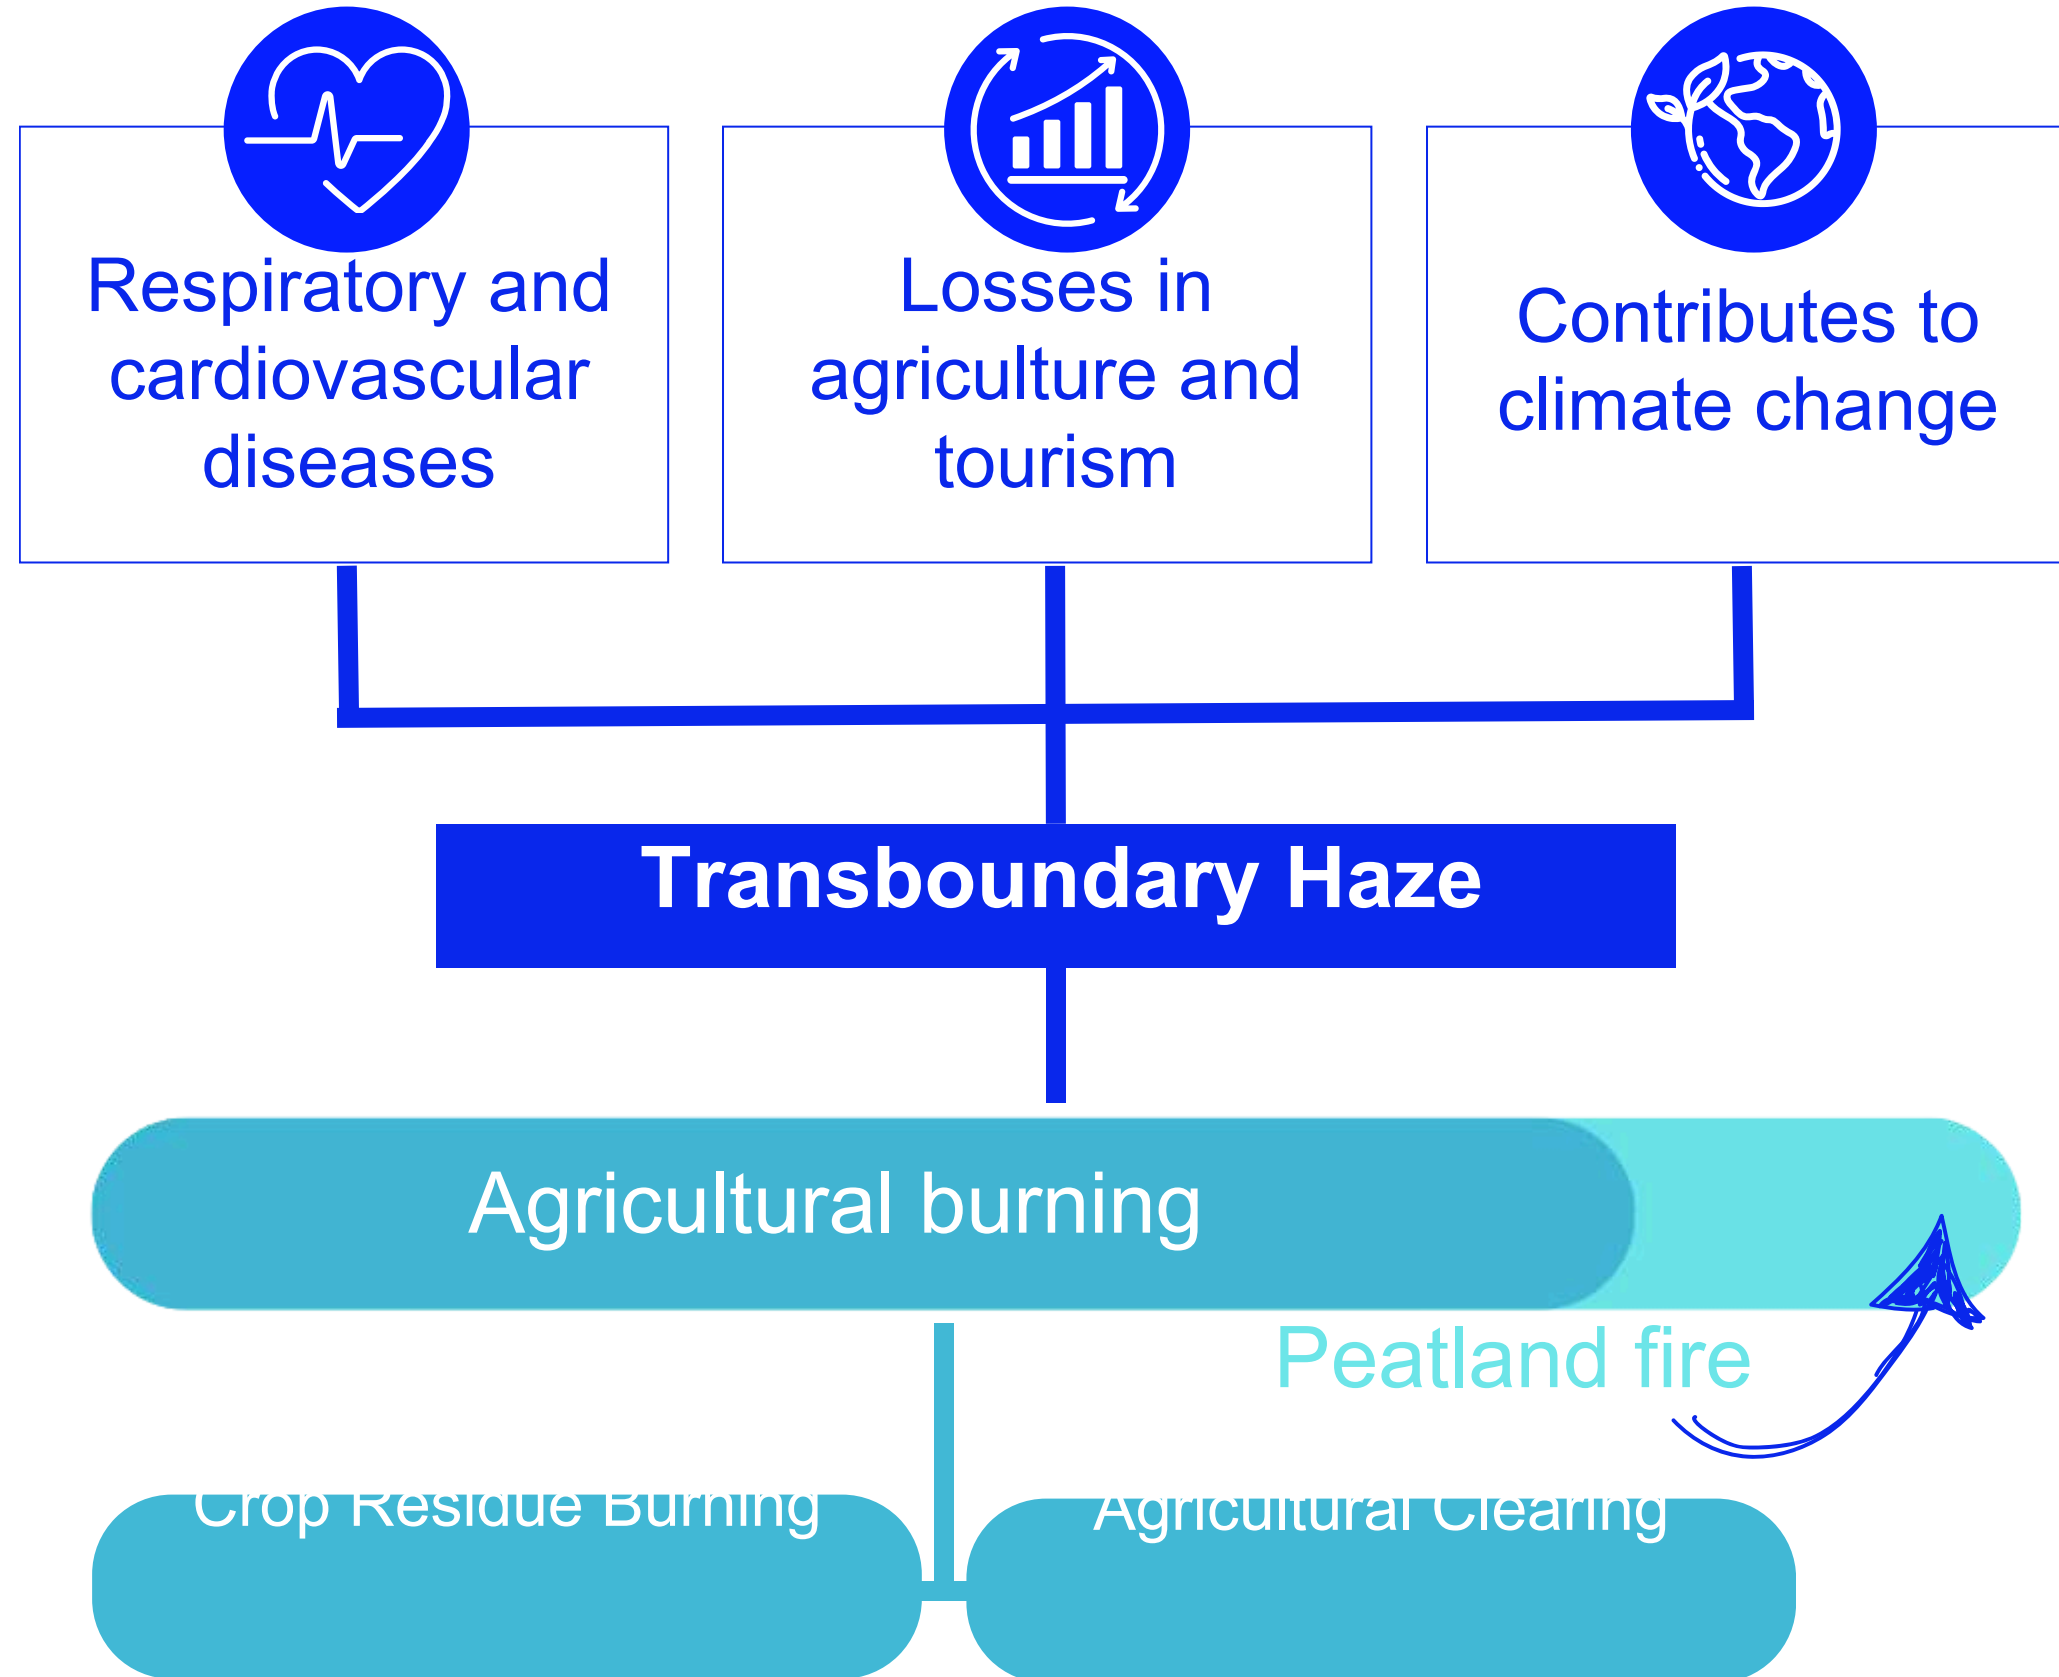 Respiratory and
cardiovascular
diseases
Losses in
agriculture and
tourism
Contributes to
climate change
Transboundary Haze
Agricultural burning
Peatland fire
Crop Residue Burning
Agricultural Clearing